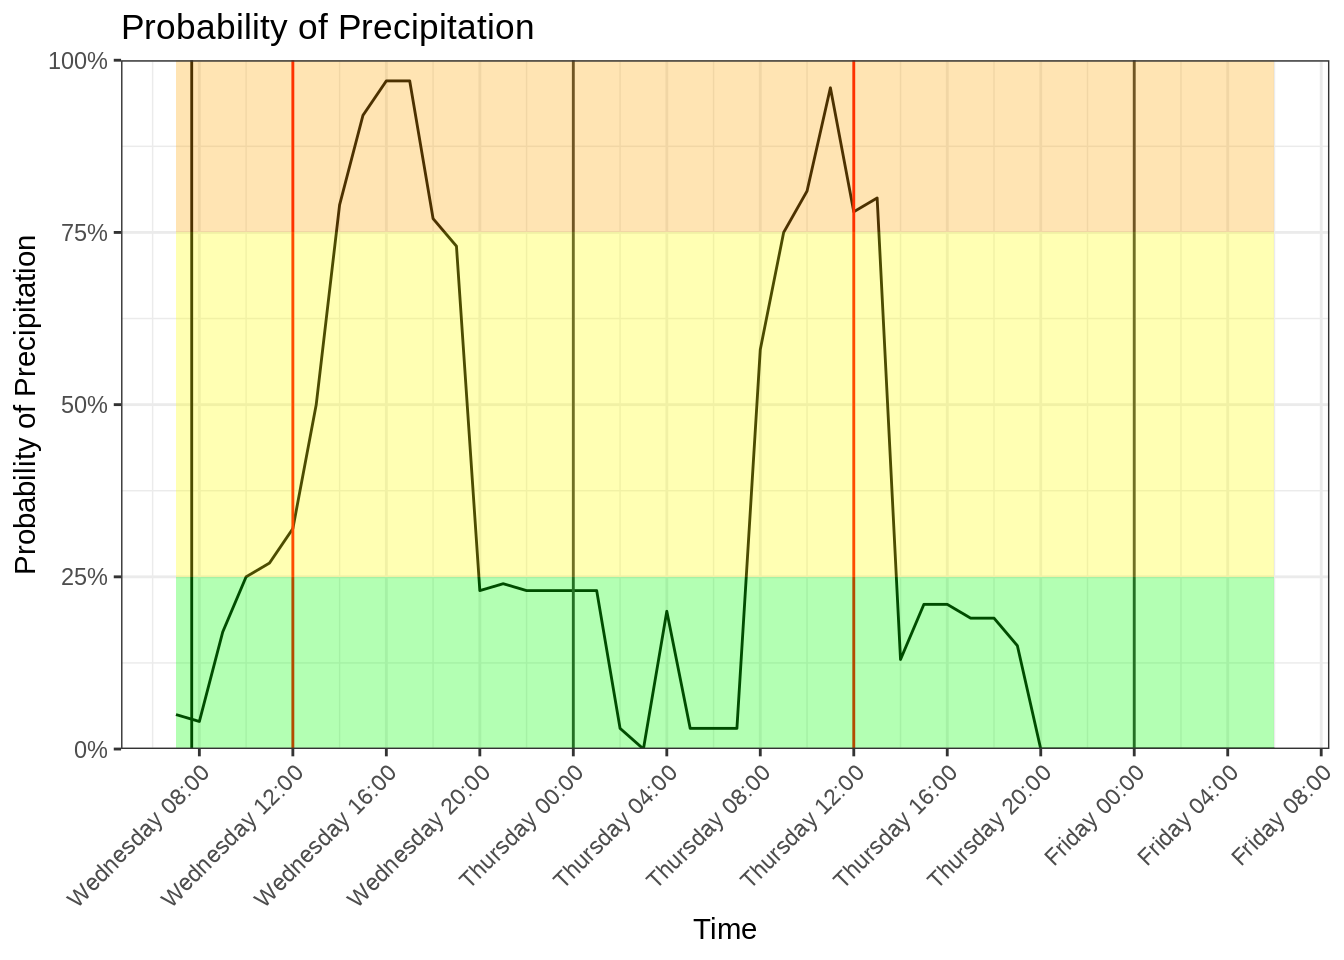 Probability of Precipitation
100%
75%
50%
25%
0%
Probability of Precipitation
Wednesday 08:00
Wednesday 12:00
Wednesday 16:00
Wednesday 20:00
Thursday 00:00
Thursday 04:00
Thursday 08:00
Thursday 12:00
Thursday 16:00
Thursday 20:00
Friday 00:00
Friday 04:00
Friday 08:00
Time